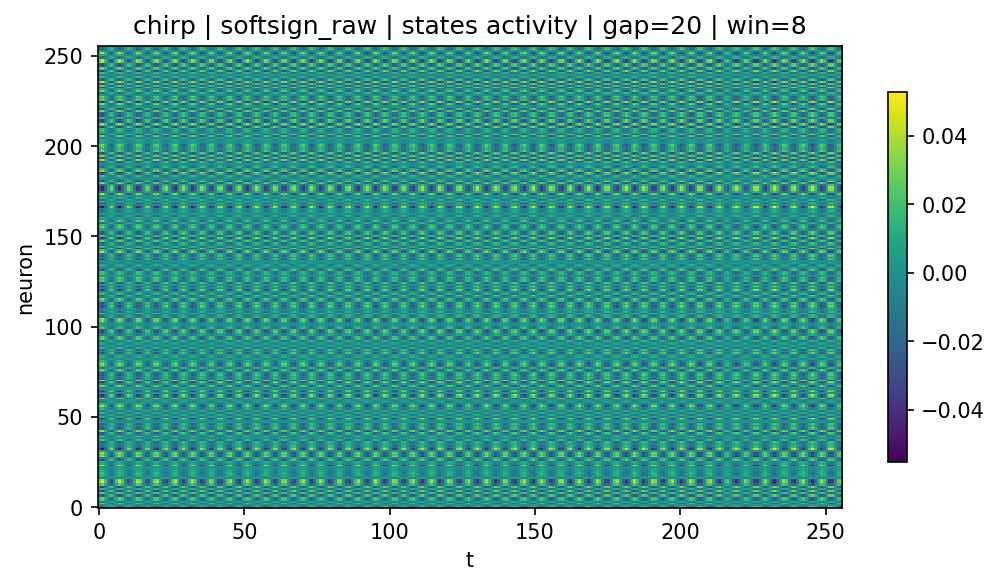 chirp | softsign_raw | states activity | gap=20 | win=8
250
200
150
100
50
0
neuron
0 50 100 150 200 250
t
0.04
0.02
0.00
−0.02
−0.04